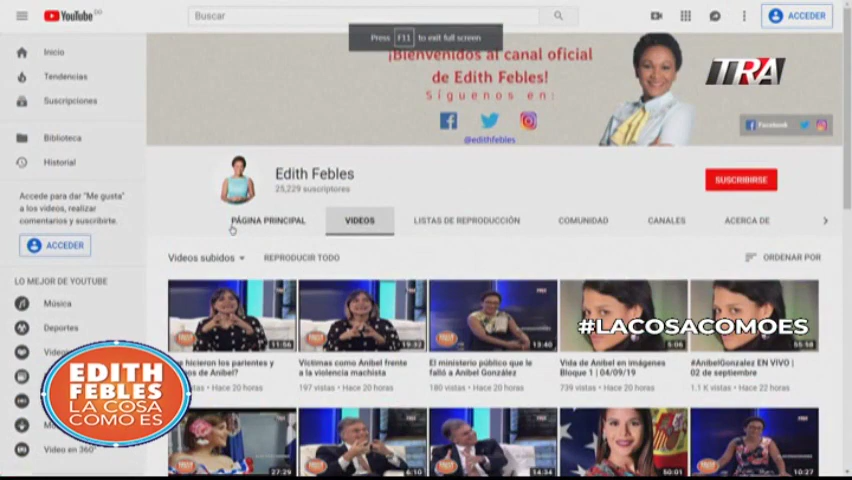 YouTube DO
Buscar
ACCEDER
Press F11 to exit full screen
¡Bienvenidos al canal oficial
de Edith Febles!
Síguenos en:
@edithfebles
TRA
Facebook
Inicio
Tendencias
Suscripciones
Biblioteca
Historial
Accede para dar "Me gusta"
a los videos, realizar
comentarios y suscribirte.
ACCEDER
LO MEJOR DE YOUTUBE
Música
Deportes
Video en 360°
EDITH
FEBLES
LA COSA
COMO ES
Edith Febles
25,229 suscriptores
SUSCRIBIRSE
PÁGINA PRINCIPAL
VIDEOS
LISTAS DE REPRODUCCIÓN
COMUNIDAD
CANALES
ACERCA DE
Videos subidos
REPRODUCIR TODO
ORDENAR POR
#LACOSACOMOES
11:56
19:32
13:40
5:06
55:58
hicieron los parientes y
de Anibel?
Hace 20 horas
Víctimas como Anibel frente
a la violencia machista
197 vistas • Hace 20 horas
El ministerio público que le
falló a Anibel González
180 vistas • Hace 20 horas
Vida de Anibel en imágenes
Bloque 1 | 04/09/19
739 vistas • Hace 20 horas
#AnibelGonzalez EN VIVO |
02 de septiembre
1.1 K vistas • Hace 22 horas
27:29
6:10
14:34
50:01
10:27